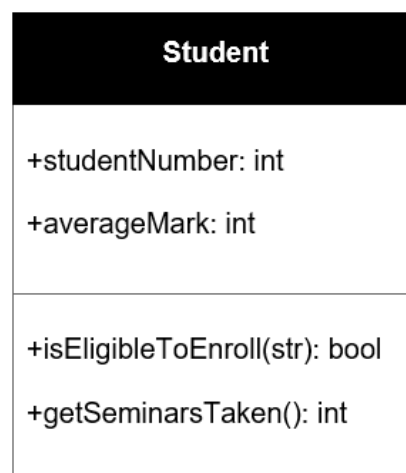 Student
+studentNumber: int
+averageMark: int
+isEligibleToEnroll(str): bool
+getSeminarsTaken(): int